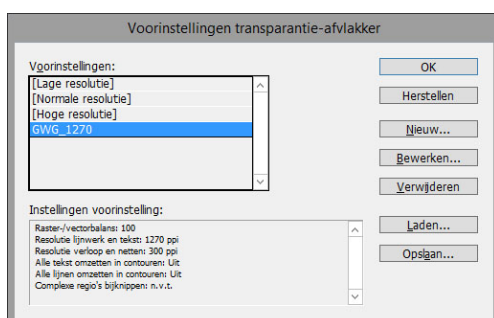 Voorinstellingen transparantie-afvlakker
Voorinstellingen:
[Lage resolutie]
[Normale resolutie]
[Hoge resolutie]
GWG_1270
OK
Herstellen
Nieuw...
Bewerken...
Verwijderen
Laden...
Opslaan...
Instellingen voorinstelling:
Raster-/vectorbalans: 100
Resolutie lijnwerk en tekst: 1270 ppi
Resolutie verloop en netten: 300 ppi
Alle tekst omzetten in contouren: Uit
Alle lijnen omzetten in contouren: Uit
Complexe regio's bijknippen: n.v.t.